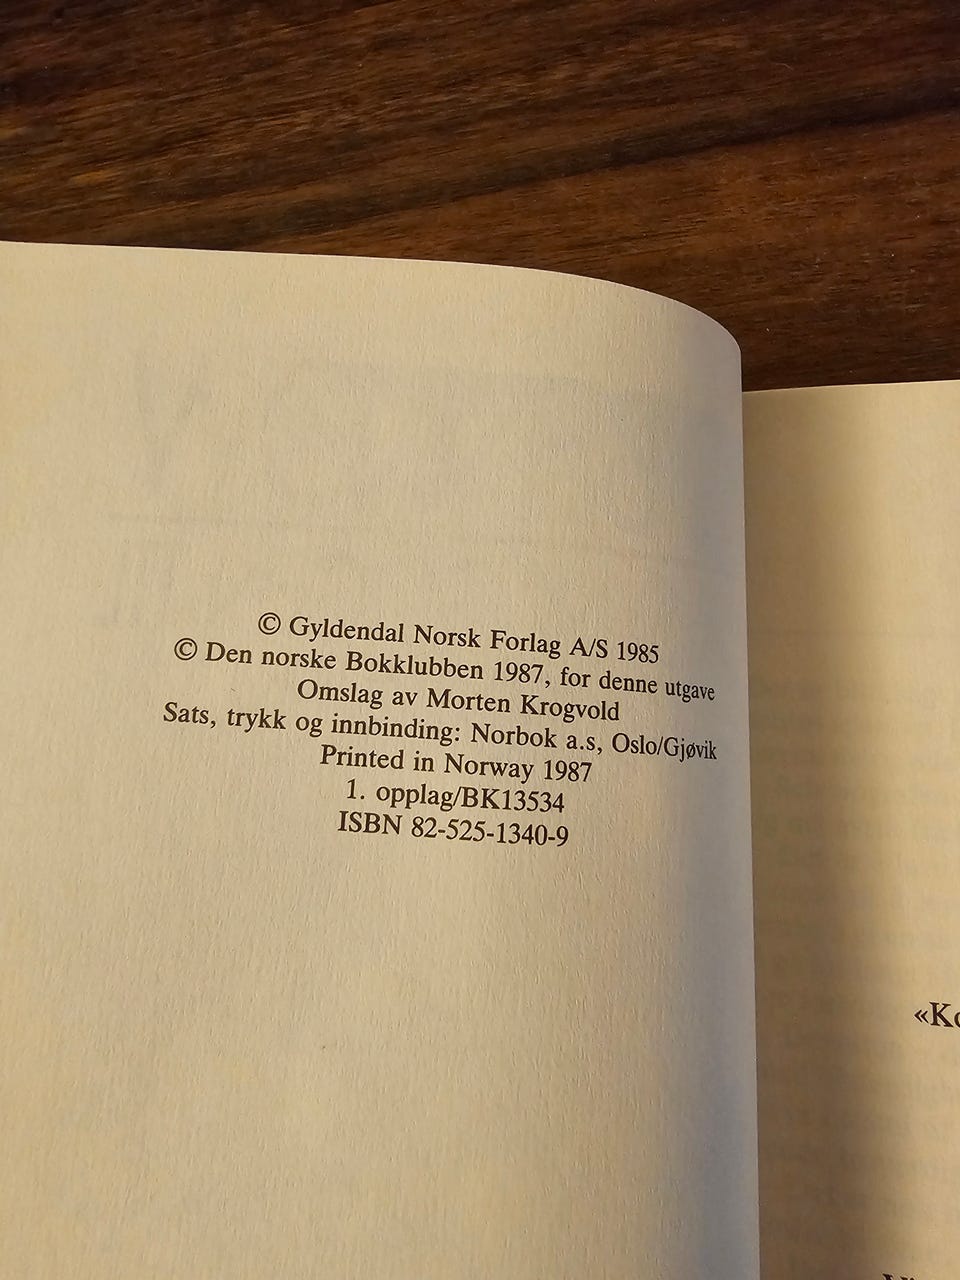 © Gyldendal Norsk Forlag A/S 1985
© Den norske Bokklubben 1987, for denne utgave
Omslag av Morten Krogvold
Sats, trykk og innbinding: Norbok a.s, Oslo/Gjøvik
Printed in Norway 1987
1. opplag/BK13534
ISBN 82-525-1340-9